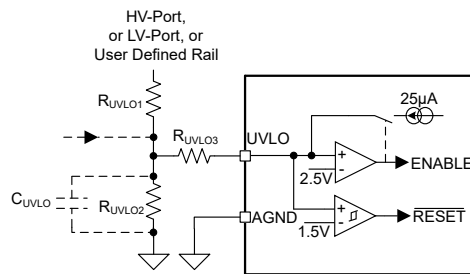 HV-Port,
or LV-Port, or
User Defined Rail
RUVLO1
25µA
RUVLO3
UVLO
+
2.5V
-
ENABLE
CUVLO
RUVLO2
AGND
+
1.5V
-
RESET